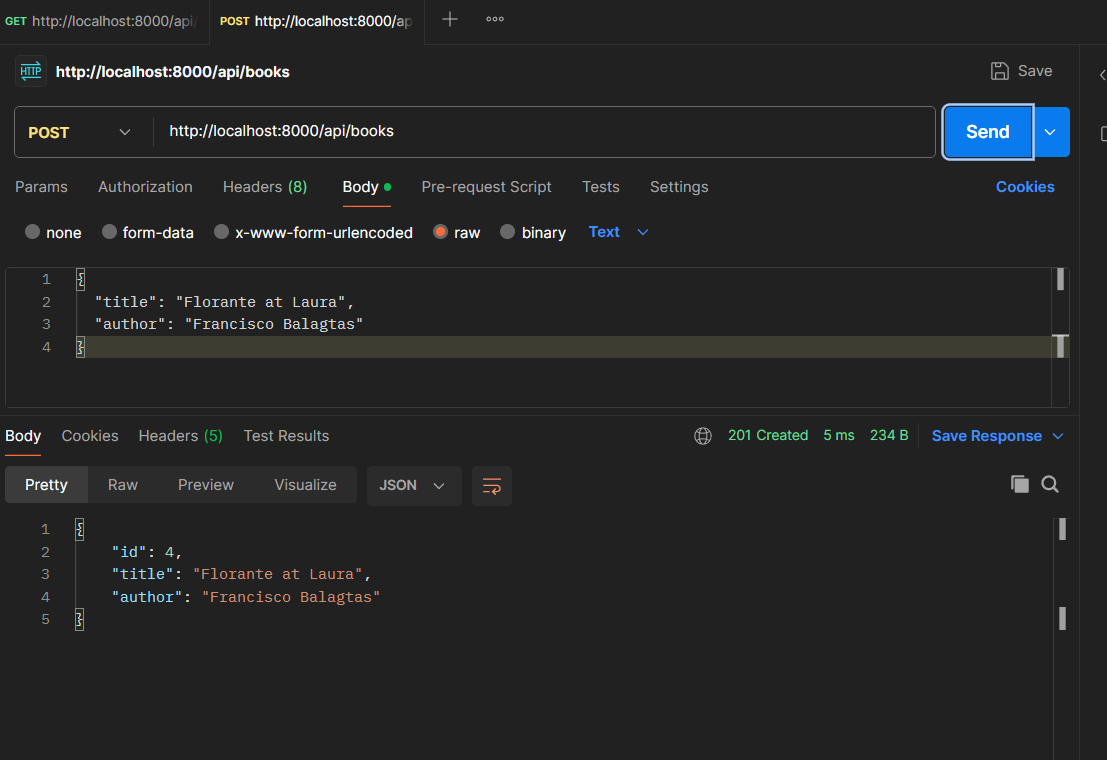 GET http://localhost:8000/api/ POST http://localhost:8000/ap
HTTP http://localhost:8000/api/books Save
POST http://localhost:8000/api/books Send
Params Authorization Headers (8) Body Pre-request Script Tests Settings Cookies
none form-data x-www-form-urlencoded raw binary Text
1 {
2 "title": "Florante at Laura",
3 "author": "Francisco Balagtas"
4 }
Body Cookies Headers (5) Test Results 201 Created 5 ms 234 B Save Response
Pretty Raw Preview Visualize JSON
1 {
2 "id": 4,
3 "title": "Florante at Laura",
4 "author": "Francisco Balagtas"
5 }